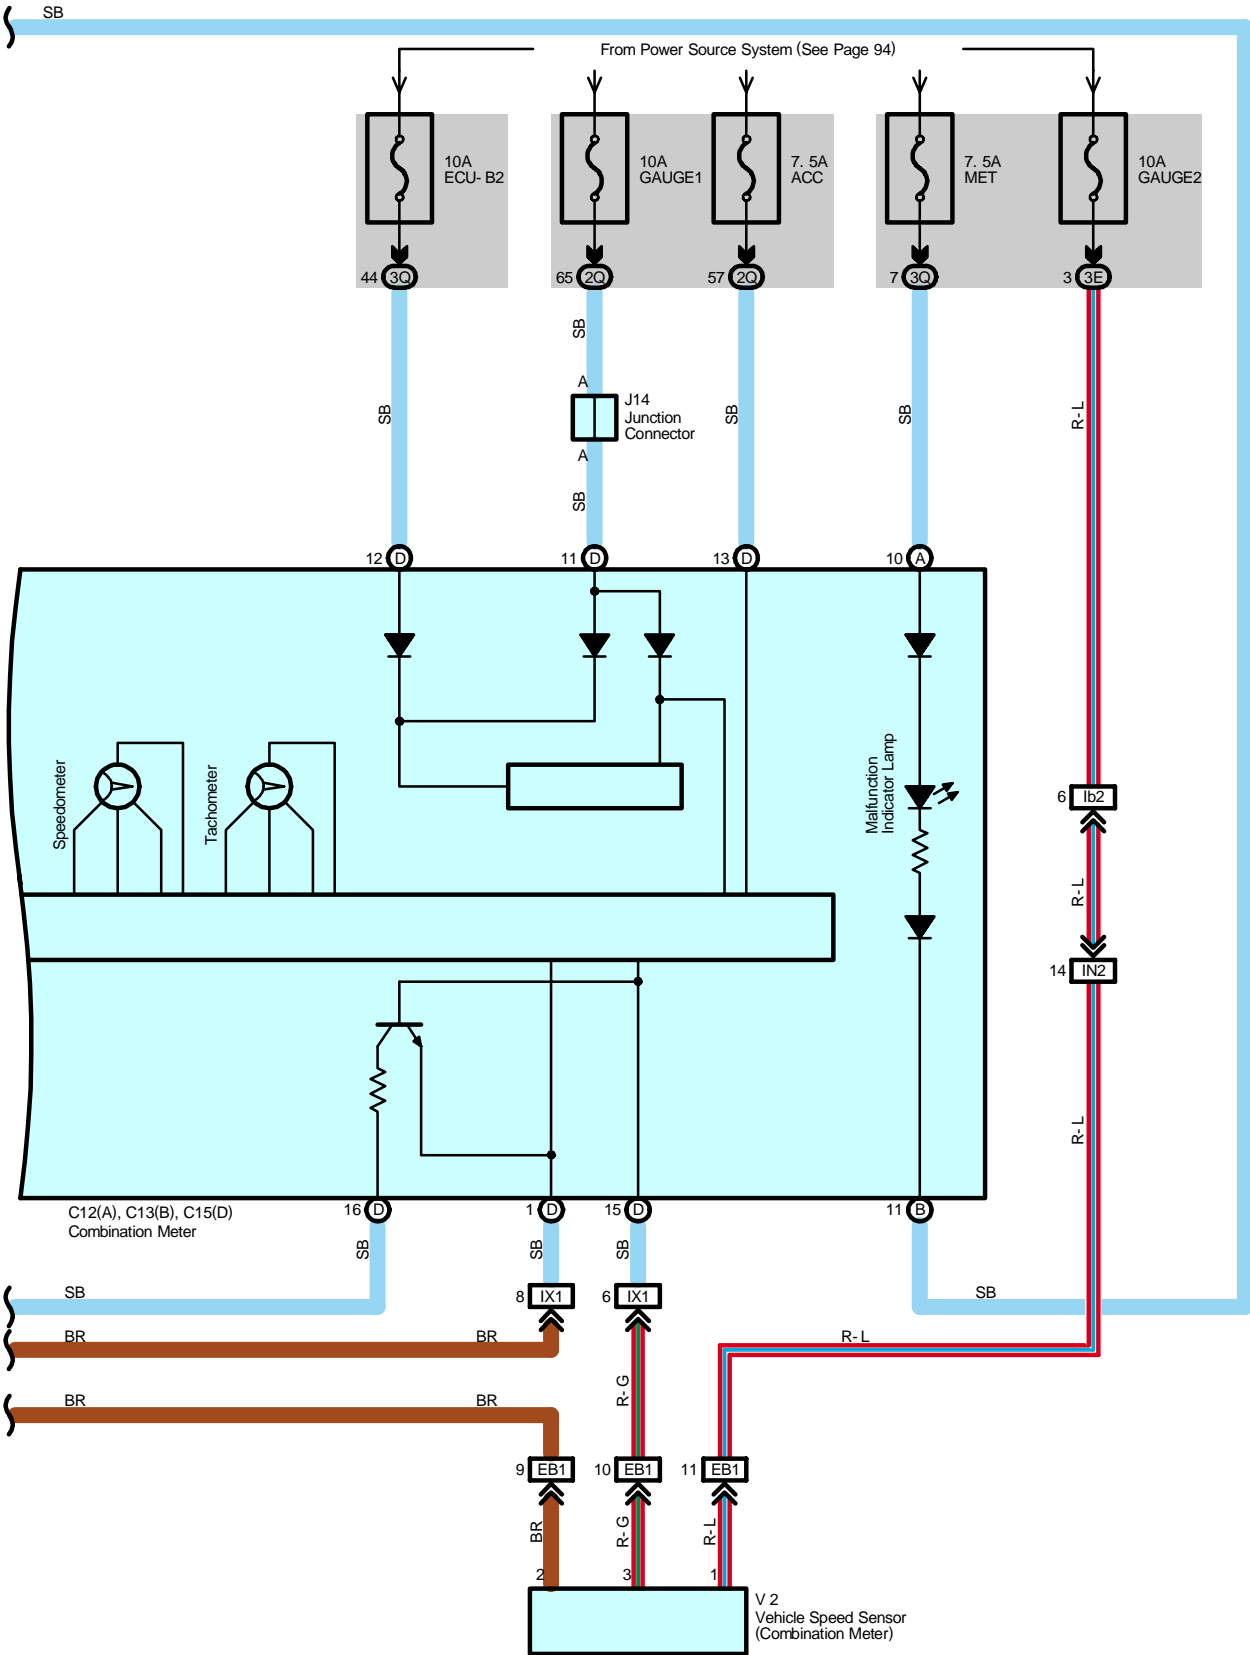 SB
From Power Source System (See Page 94)
10A
ECU- B2
10A
GAUGE1
7. 5A
ACC
7. 5A
MET
10A
GAUGE2
44 3Q
65 2Q
57 2Q
7 3Q
3 3E
SB
SB
A
J14
Junction
Connector
A
SB
SB
SB
R- L
12 D
11 D
13 D
10 A
Speedometer
Tachometer
Malfunction
Indicator Lamp
6 Ib2
R- L
14 IN2
R- L
C12(A), C13(B), C15(D)
Combination Meter
16 D
1 D
15 D
11 B
SB
SB
SB
SB
8 IX1
6 IX1
SB
BR
BR
R- L
R- G
BR
BR
9 EB1
10 EB1
11 EB1
BR
R- G
R- L
2
3
1
V 2
Vehicle Speed Sensor
(Combination Meter)